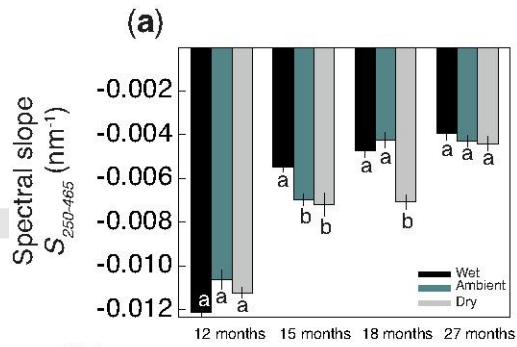 (a)
Spectral slope
S250-465 (nm-1)
-0.002
-0.004
-0.006
-0.008
-0.010
-0.012
a a a
a b b
a a b
a a a
Wet
Ambient
Dry
12 months 15 months 18 months 27 months